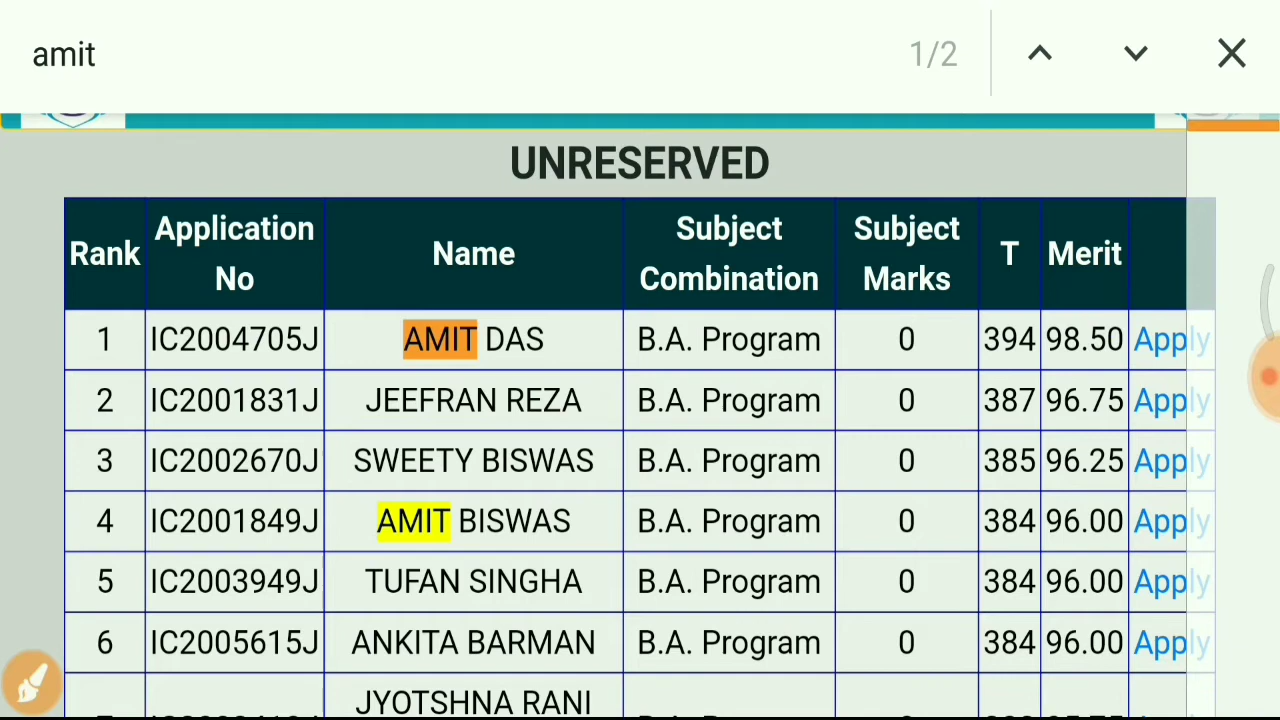 amit 1/2
UNRESERVED
Rank Application No Name Subject Combination Subject Marks T Merit
1 IC2004705J AMIT DAS B.A. Program 0 394 98.50 Apply
2 IC2001831J JEEFRAN REZA B.A. Program 0 387 96.75 Apply
3 IC2002670J SWEETY BISWAS B.A. Program 0 385 96.25 Apply
4 IC2001849J AMIT BISWAS B.A. Program 0 384 96.00 Apply
5 IC2003949J TUFAN SINGHA B.A. Program 0 384 96.00 Apply
6 IC2005615J ANKITA BARMAN B.A. Program 0 384 96.00 Apply
JYOTSHNA RANI